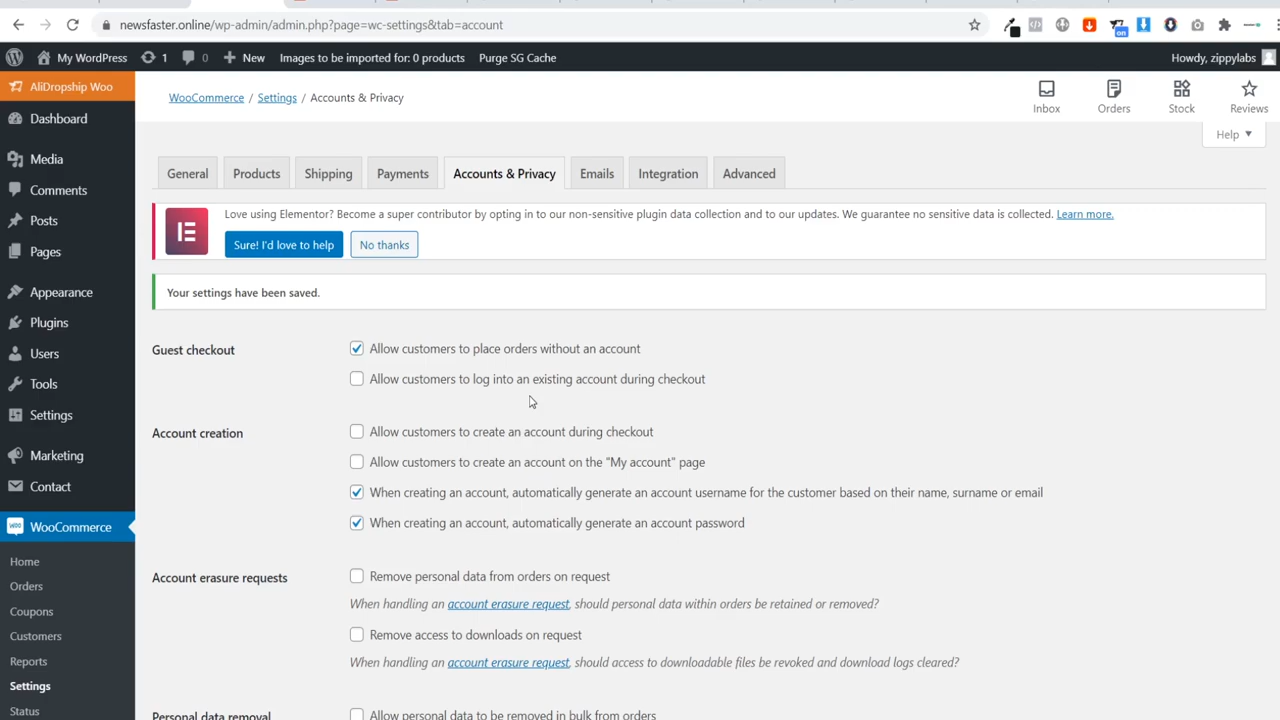 newsfaster.online/wp-admin/admin.php?page=wc-settings&tab=account
on
My WordPress 1 0 New Images to be imported for: 0 products Purge SG Cache Howdy, zippylabs
AliDropship Woo
Dashboard
Media
Comments
Posts
Pages
Appearance
Plugins
Users
Tools
Settings
Marketing
Contact
WOO WooCommerce
Home
Orders
Coupons
Customers
Reports
Settings
Status
WooCommerce / Settings / Accounts & Privacy
Inbox Orders Stock Reviews
Help
General Products Shipping Payments Accounts & Privacy Emails Integration Advanced
Love using Elementor? Become a super contributor by opting in to our non-sensitive plugin data collection and to our updates. We guarantee no sensitive data is collected. Learn more.
Sure! I'd love to help No thanks
Your settings have been saved.
Guest checkout Allow customers to place orders without an account
Allow customers to log into an existing account during checkout
Account creation Allow customers to create an account during checkout
Allow customers to create an account on the "My account" page
When creating an account, automatically generate an account username for the customer based on their name, surname or email
When creating an account, automatically generate an account password
Account erasure requests Remove personal data from orders on request
When handling an account erasure request, should personal data within orders be retained or removed?
Remove access to downloads on request
When handling an account erasure request, should access to downloadable files be revoked and download logs cleared?
Personal data removal Allow personal data to be removed in bulk from orders